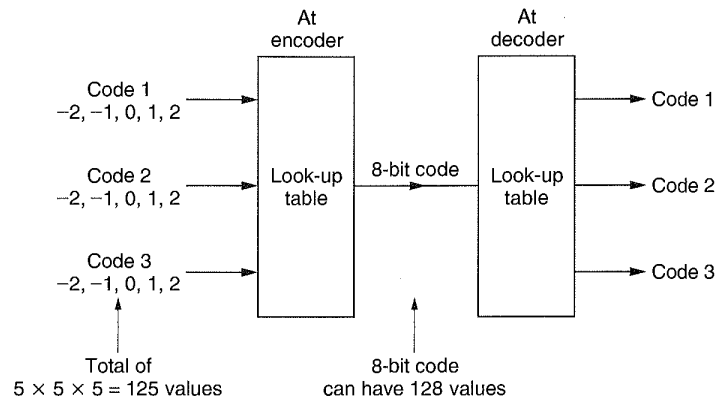 At
encoder
At
decoder
Code 1
−2, −1, 0, 1, 2
Code 2
−2, −1, 0, 1, 2
Code 3
−2, −1, 0, 1, 2
Look-up
table
8-bit code
Look-up
table
Code 1
Code 2
Code 3
Total of
5 × 5 × 5 = 125 values
8-bit code
can have 128 values